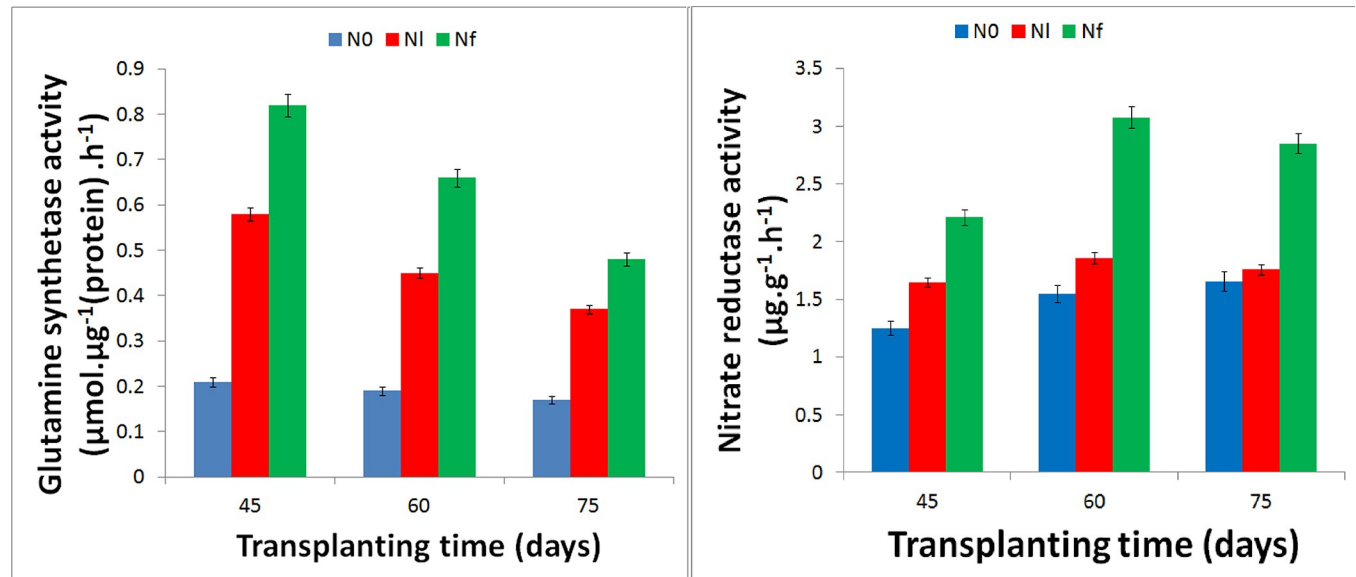 N0 Nl Nf
Glutamine synthetase actvity
(µmol.µg⁻¹(protein) .h⁻¹)
0.9
0.8
0.7
0.6
0.5
0.4
0.3
0.2
0.1
0
45 60 75
Transplanting time (days)
N0 Nl Nf
Nitrate reductase activity
(µg.g⁻¹.h⁻¹)
3.5
3
2.5
2
1.5
1
0.5
0
45 60 75
Transplanting time (days)